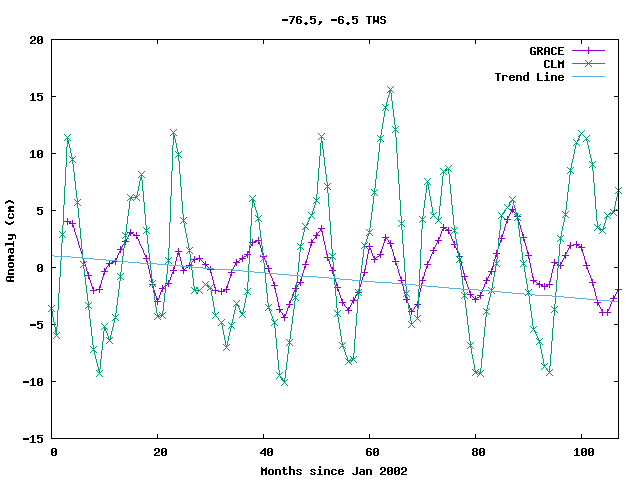 -76.5, -6.5 TWS
GRACE
CLM
Trend Line
20
15
10
5
0
-5
-10
-15
Anomaly (cm)
0 20 40 60 80 100
Months since Jan 2002